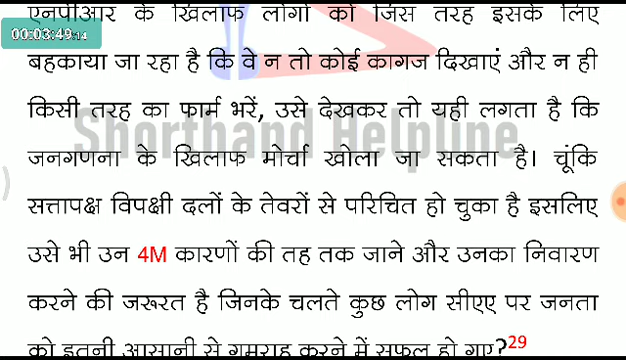 एनपीआर के खिलाफ लोगों को जिस तरह इसके लिए
00:03:49:14
बहकाया जा रहा है कि वे न तो कोई कागज दिखाएं और न ही
किसी तरह का फार्म भरें, उसे देखकर तो यही लगता है कि
Shorthand Helpline
जनगणना के खिलाफ मोर्चा खोला जा सकता है। चूंकि
सत्तापक्ष विपक्षी दलों के तेवरों से परिचित हो चुका है इसलिए
उसे भी उन 4M कारणों की तह तक जाने और उनका निवारण
करने की जरूरत है जिनके चलते कुछ लोग सीएए पर जनता
को इतनी आसानी से गुमराह करने में सफल हो गए?29